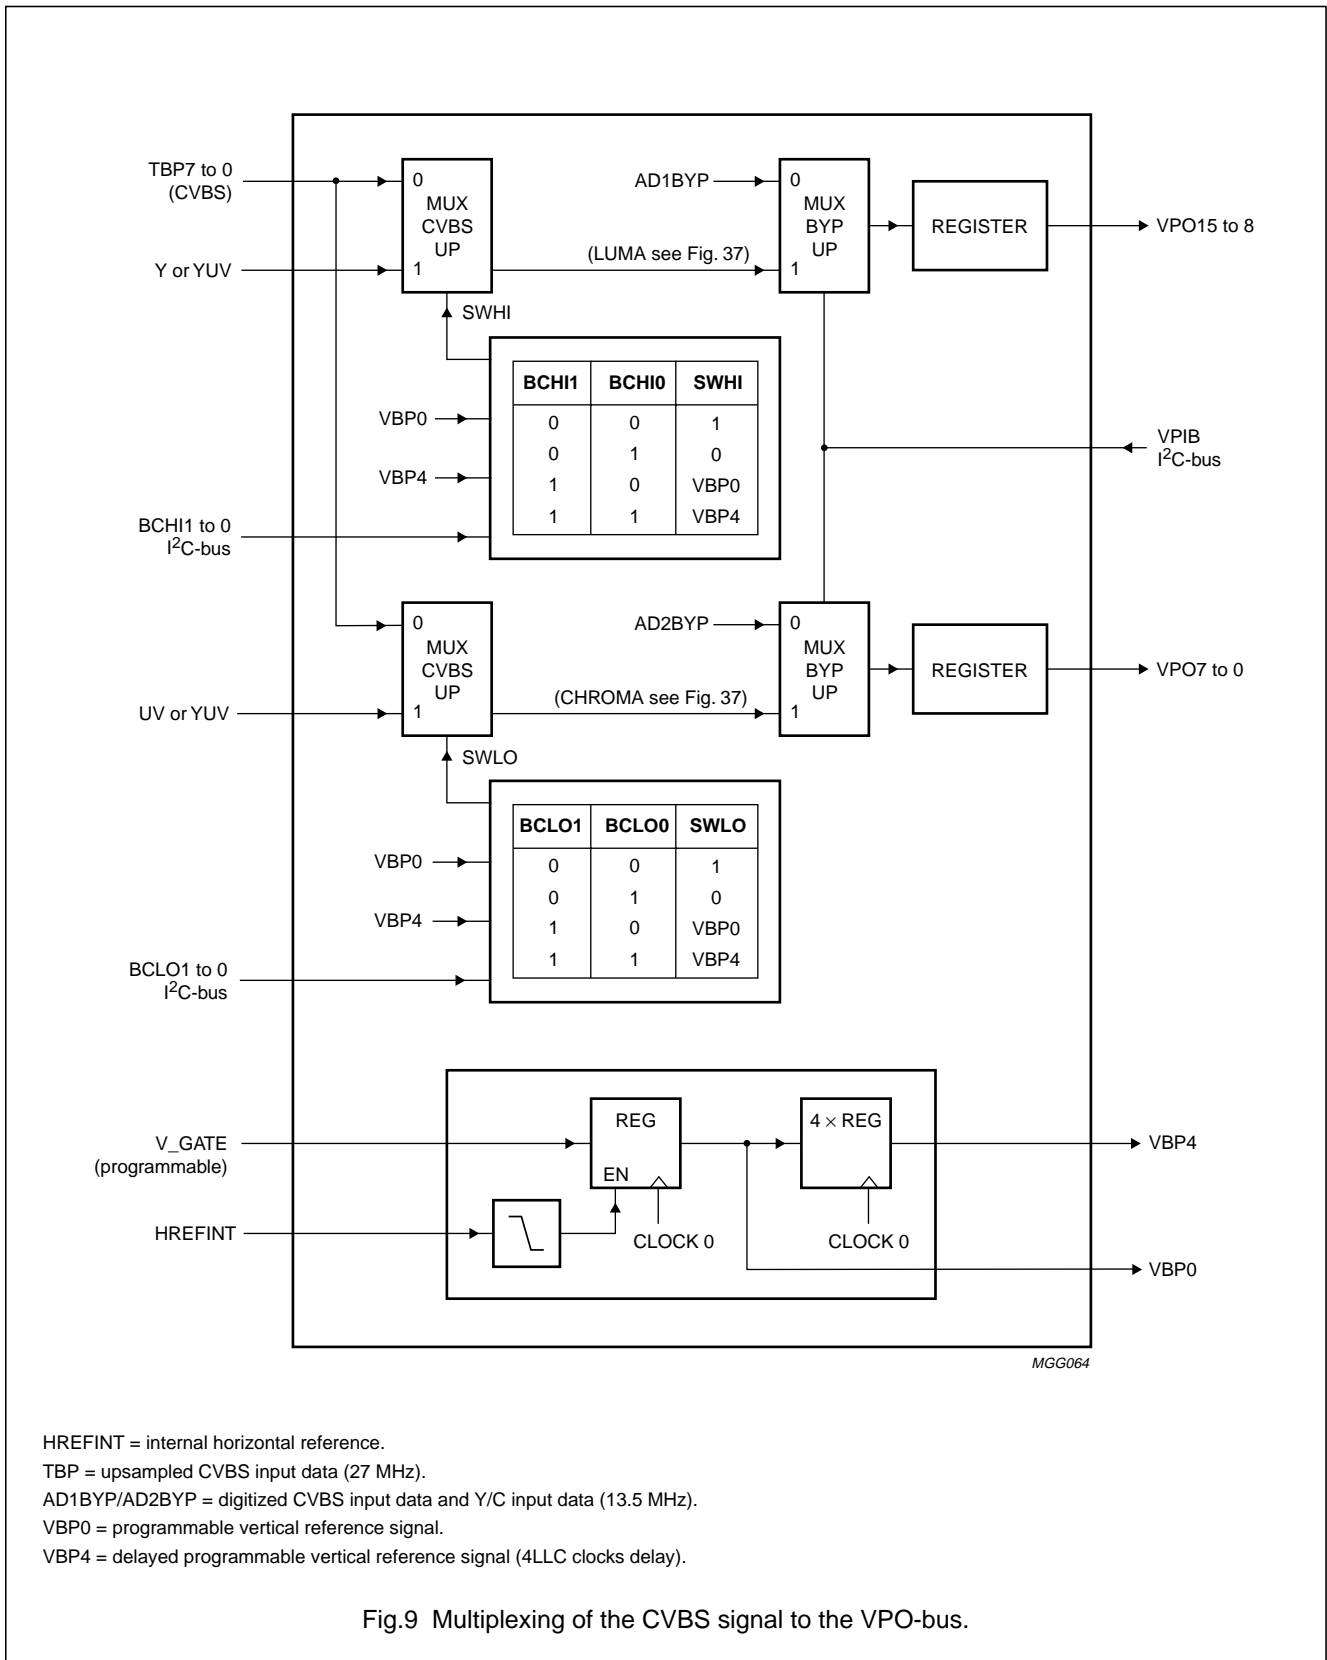 TBP7 to 0
(CVBS)
0
MUX
CVBS
UP
1
Y or YUV
SWHI
(LUMA see Fig. 37)
AD1BYP
0
MUX
BYP
UP
1
REGISTER
VPO15 to 8
BCHI1 BCHI0 SWHI
0 0 1
0 1 0
1 0 VBP0
1 1 VBP4
VBP0
VBP4
BCHI1 to 0
I2C-bus
VPIB
I2C-bus
0
MUX
CVBS
UP
1
UV or YUV
SWLO
(CHROMA see Fig. 37)
AD2BYP
0
MUX
BYP
UP
1
REGISTER
VPO7 to 0
BCLO1 BCLO0 SWLO
0 0 1
0 1 0
1 0 VBP0
1 1 VBP4
VBP0
VBP4
BCLO1 to 0
I2C-bus
V_GATE
(programmable)
REG
EN
CLOCK 0
4 × REG
CLOCK 0
VBP4
HREFINT
VBP0
MGG064
HREFINT = internal horizontal reference.
TBP = upsampled CVBS input data (27 MHz).
AD1BYP/AD2BYP = digitized CVBS input data and Y/C input data (13.5 MHz).
VBP0 = programmable vertical reference signal.
VBP4 = delayed programmable vertical reference signal (4LLC clocks delay).
Fig.9 Multiplexing of the CVBS signal to the VPO-bus.